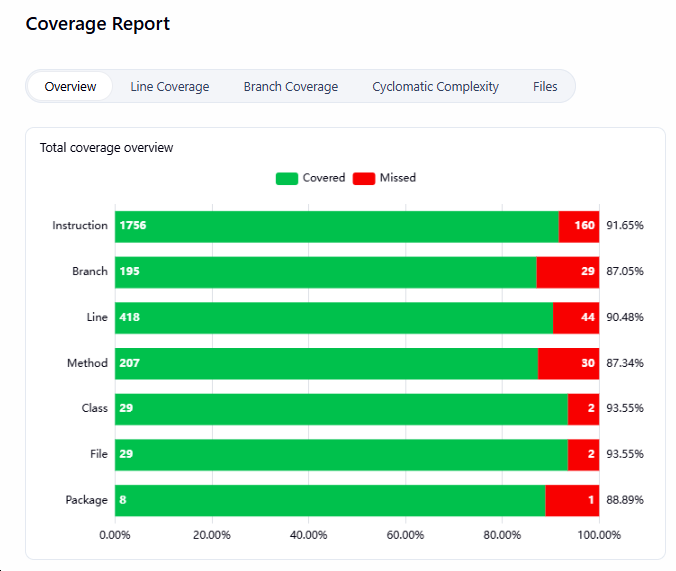 Coverage Report
Overview Line Coverage Branch Coverage Cyclomatic Complexity Files
Total coverage overview
Covered Missed
Instruction 1756 160 91.65%
Branch 195 29 87.05%
Line 418 44 90.48%
Method 207 30 87.34%
Class 29 2 93.55%
File 29 2 93.55%
Package 8 1 88.89%
0.00% 20.00% 40.00% 60.00% 80.00% 100.00%